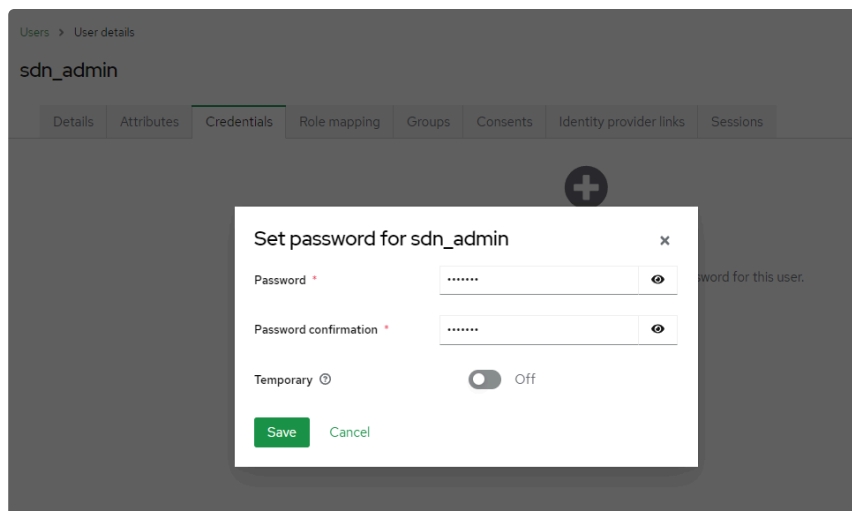 Users > User details
sdn_admin
Details Attributes Credentials Role mapping Groups Consents Identity provider links Sessions
Set password for sdn_admin
word for this user.
Password *
•••••••
Password confirmation *
•••••••
Temporary
Off
Save Cancel